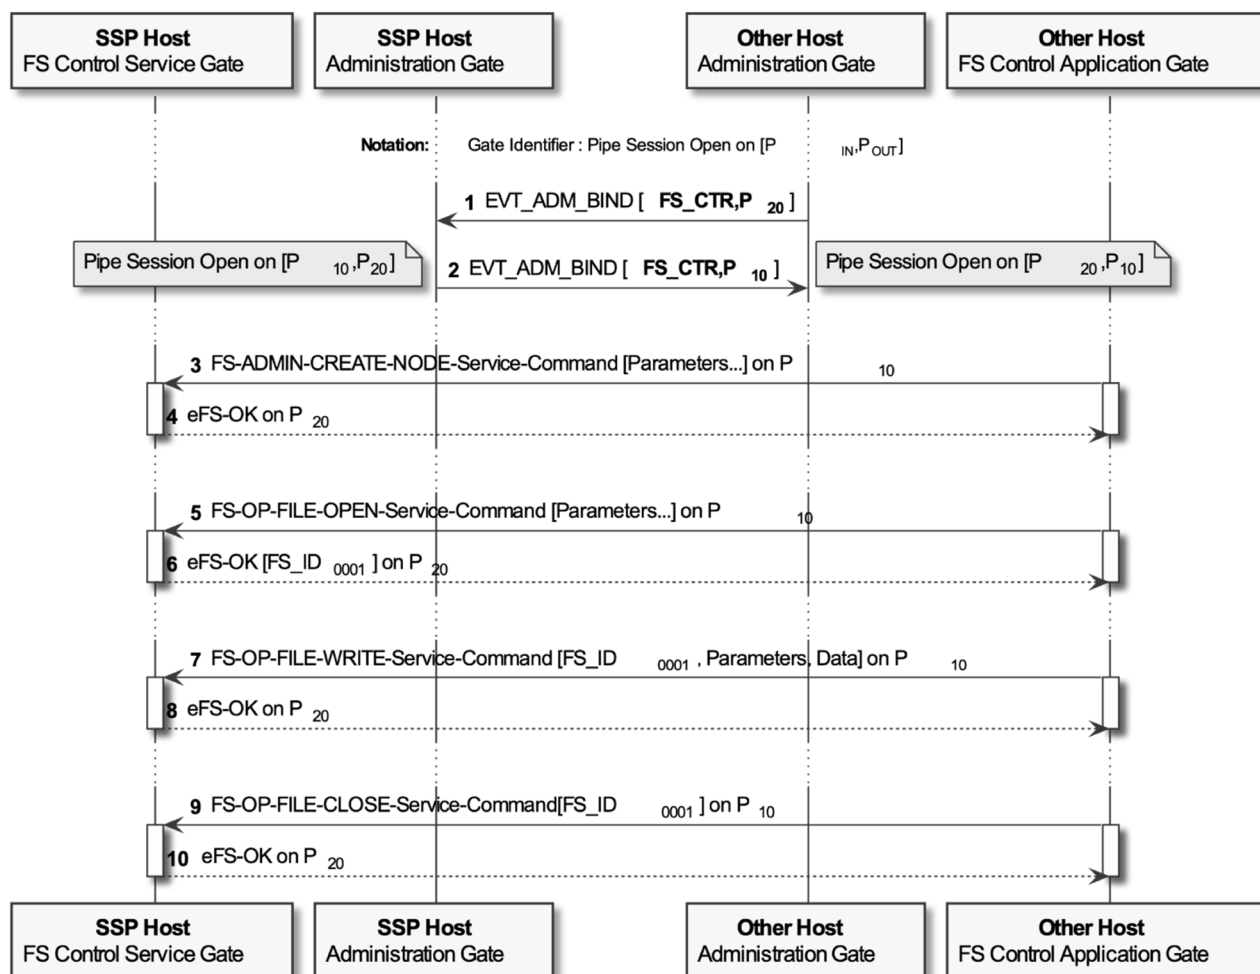 SSP Host
FS Control Service Gate
SSP Host
Administration Gate
Other Host
Administration Gate
Other Host
FS Control Application Gate
Notation: Gate Identifier : Pipe Session Open on [P IN,POUT]
1 EVT_ADM_BIND [ FS_CTR,P 20 ]
Pipe Session Open on [P 10,P20]
2 EVT_ADM_BIND [ FS_CTR,P 10 ]
Pipe Session Open on [P 20,P10]
3 FS-ADMIN-CREATE-NODE-Service-Command [Parameters...] on P 10
4 eFS-OK on P 20
5 FS-OP-FILE-OPEN-Service-Command [Parameters...] on P 10
6 eFS-OK [FS_ID 0001 ] on P 20
7 FS-OP-FILE-WRITE-Service-Command [FS_ID 0001 , Parameters, Data] on P 10
8 eFS-OK on P 20
9 FS-OP-FILE-CLOSE-Service-Command[FS_ID 0001 ] on P 10
10 eFS-OK on P 20
SSP Host
FS Control Service Gate
SSP Host
Administration Gate
Other Host
Administration Gate
Other Host
FS Control Application Gate